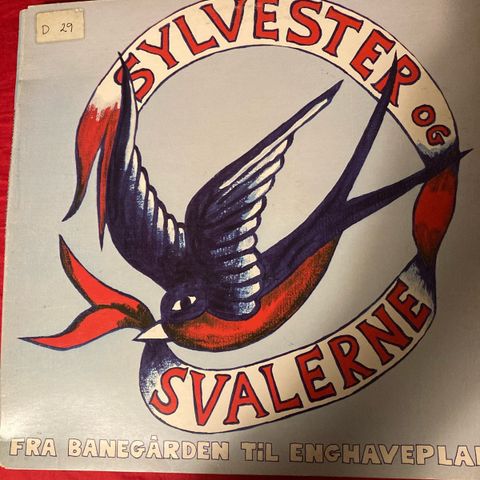 D 29
SYLVESTER OG
SVALERNE
FRA BANEGÅRDEN TiL ENGHAVEPLA